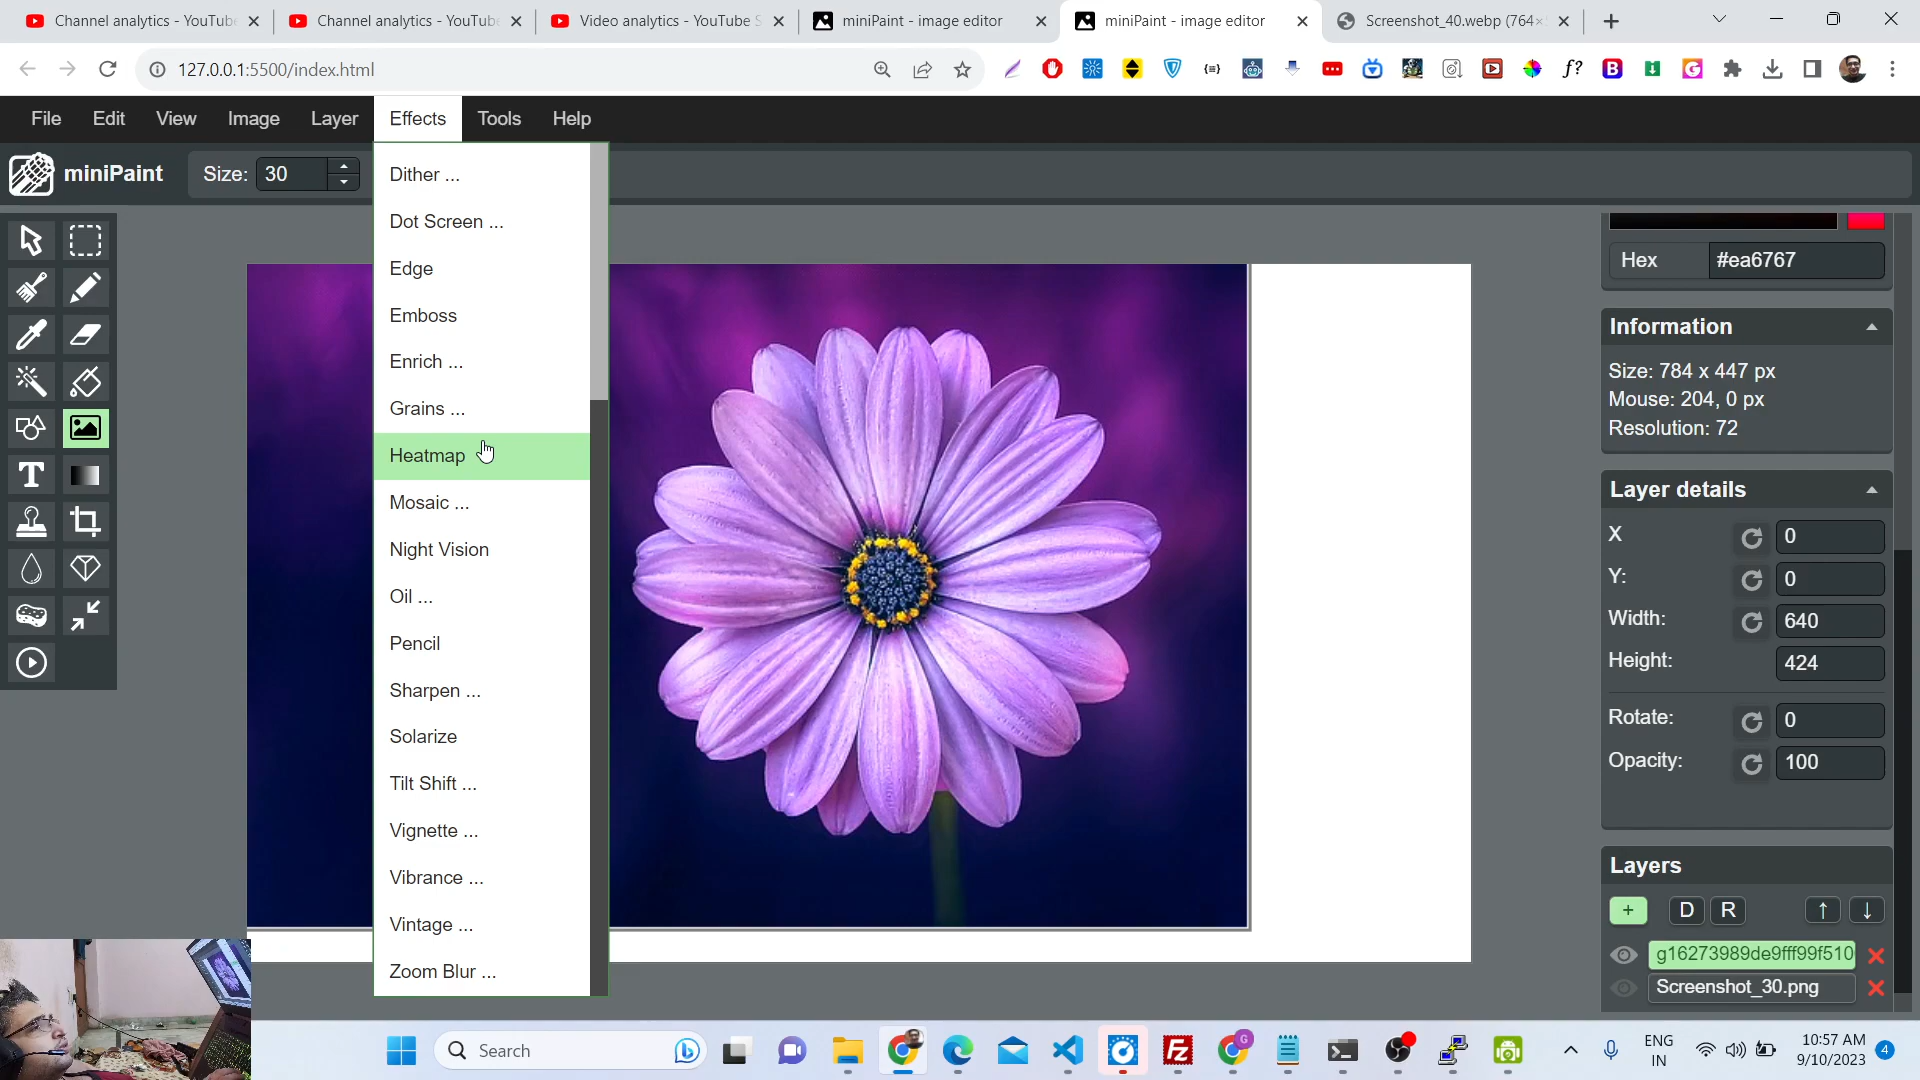 Channel analytics - YouTube
Channel analytics - YouTube
Video analytics - YouTube S
miniPaint - image editor
miniPaint - image editor
Screenshot_40.webp (764×
127.0.0.1:5500/index.html
File Edit View Image Layer Effects Tools Help
miniPaint
Size: 30
Dither ...
Dot Screen ...
Edge
Emboss
Enrich ...
Grains ...
Heatmap
Mosaic ...
Night Vision
Oil ...
Pencil
Sharpen ...
Solarize
Tilt Shift ...
Vignette ...
Vibrance ...
Vintage ...
Zoom Blur ...
Hex #ea6767
Information
Size: 784 x 447 px
Mouse: 204, 0 px
Resolution: 72
Layer details
X 0
Y: 0
Width: 640
Height: 424
Rotate: 0
Opacity: 100
Layers
+ D R ↑ ↓
g16273989de9fff99f510
Screenshot_30.png
Search
ENG
IN
10:57 AM
9/10/2023
4